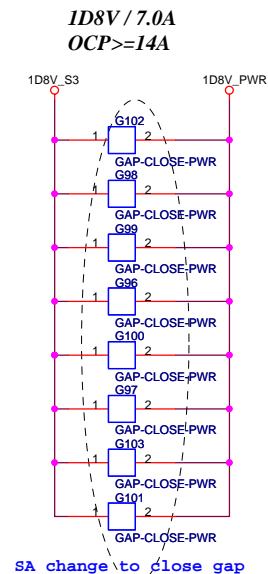 1D8V / 7.0A
OCP>=14A
1D8V_S3 1D8V_PWR
G102
1 2
GAP-CLOSE-PWR
G98
1 2
GAP-CLOSE-PWR
G99
1 2
GAP-CLOSE-PWR
G96
1 2
GAP-CLOSE-PWR
G100
1 2
GAP-CLOSE-PWR
G97
1 2
GAP-CLOSE-PWR
G103
1 2
GAP-CLOSE-PWR
G101
1 2
GAP-CLOSE-PWR
SA change to close gap